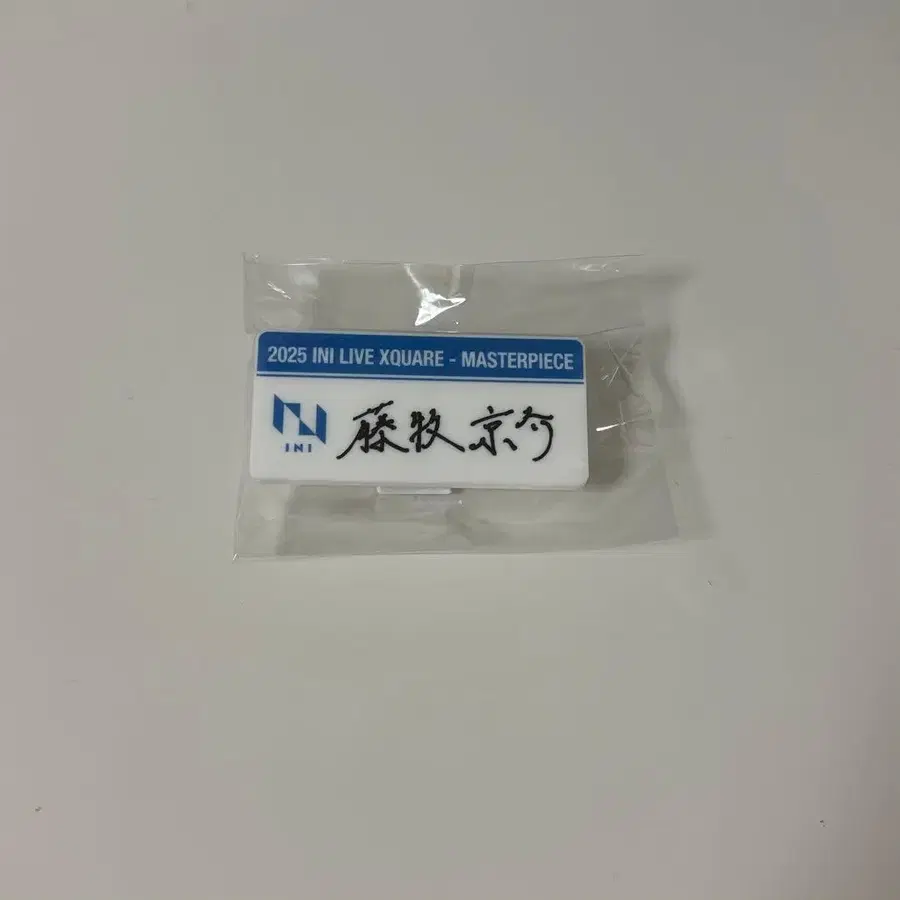 2025 INI LIVE XQUARE - MASTERPIECE
INI
藤牧 京介